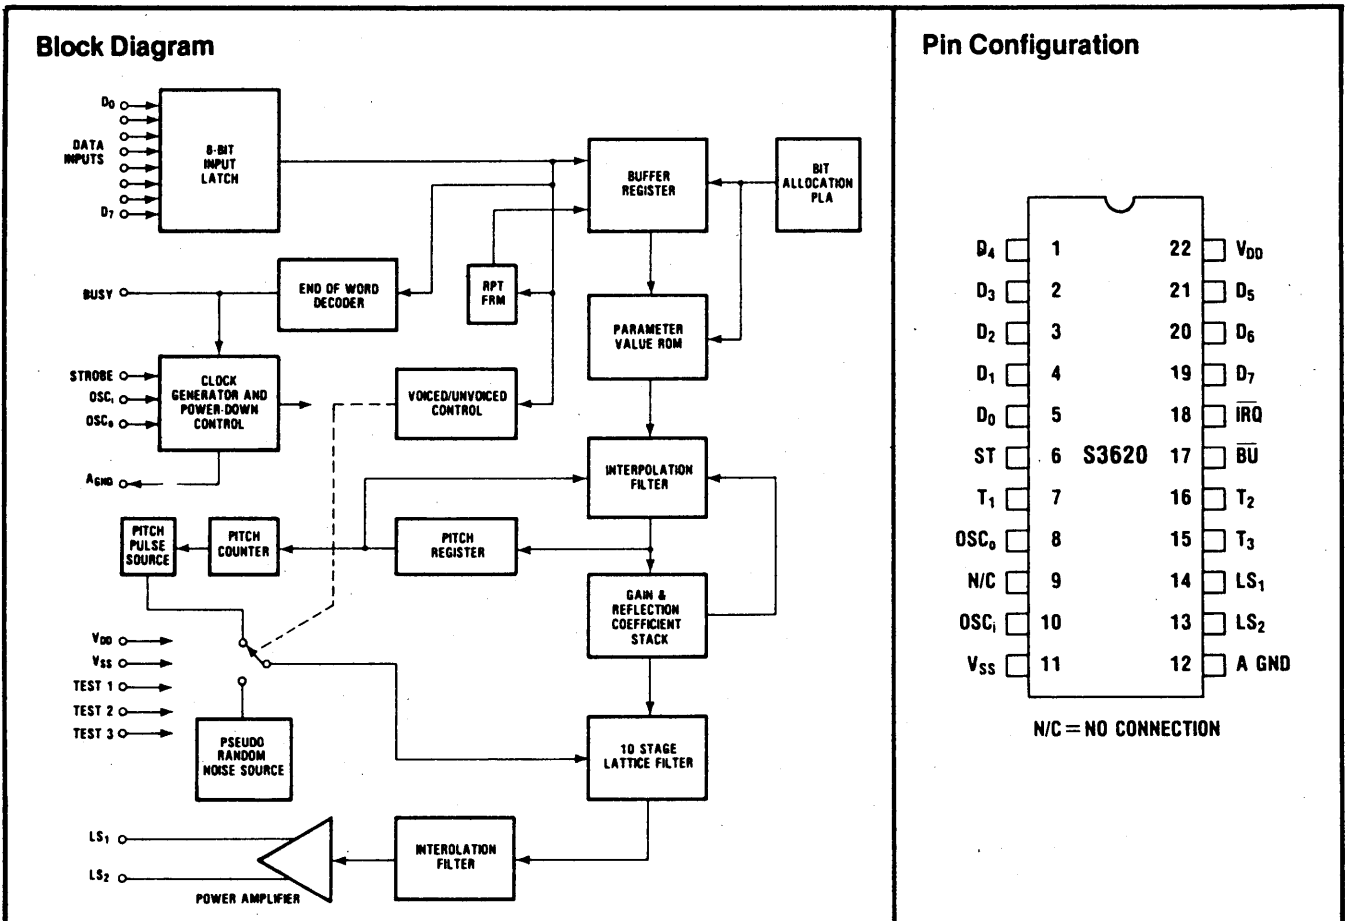 Block Diagram
D0
DATA
INPUTS
D7
8-BIT
INPUT
LATCH
BUFFER
REGISTER
BIT
ALLOCATION
PLA
BUSY
END OF WORD
DECODER
RPT
FRM
PARAMETER
VALUE ROM
STROBE
OSCi
OSCo
CLOCK
GENERATOR AND
POWER-DOWN
CONTROL
VOICED/UNVOICED
CONTROL
AGND
INTERPOLATION
FILTER
PITCH
PULSE
SOURCE
PITCH
COUNTER
PITCH
REGISTER
GAIN &
REFLECTION
COEFFICIENT
STACK
VDD
VSS
TEST 1
TEST 2
TEST 3
PSEUDO
RANDOM
NOISE SOURCE
10 STAGE
LATTICE FILTER
LS1
LS2
POWER AMPLIFIER
INTEROLATION
FILTER
Pin Configuration
D4 1 22 VDD
D3 2 21 D5
D2 3 20 D6
D1 4 19 D7
D0 5 18 I̅R̅Q̅
ST 6 S3620 17 B̅U̅
T1 7 16 T2
OSCo 8 15 T3
N/C 9 14 LS1
OSCi 10 13 LS2
VSS 11 12 A GND
N/C = NO CONNECTION